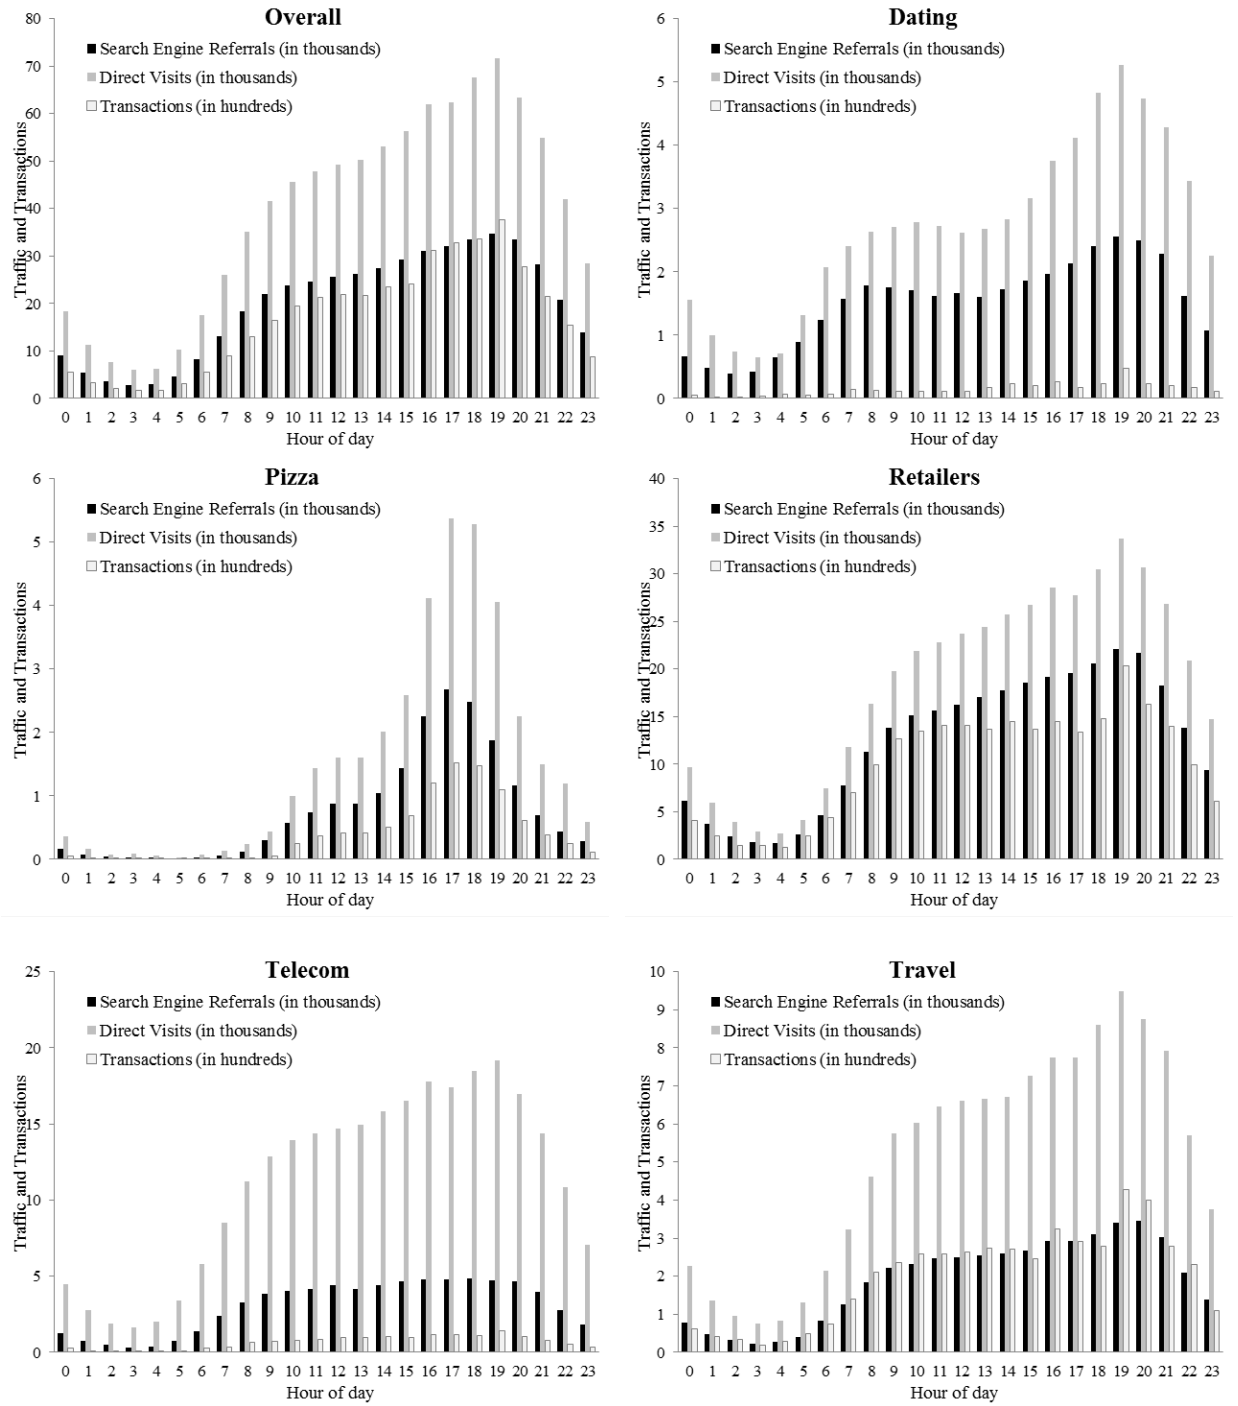 Overall
Search Engine Referrals (in thousands)
Direct Visits (in thousands)
Transactions (in hundreds)
Traffic and Transactions
80
70
60
50
40
30
20
10
0
0 1 2 3 4 5 6 7 8 9 10 11 12 13 14 15 16 17 18 19 20 21 22 23
Hour of day
Dating
Search Engine Referrals (in thousands)
Direct Visits (in thousands)
Transactions (in hundreds)
Traffic and Transactions
6
5
4
3
2
1
0
0 1 2 3 4 5 6 7 8 9 10 11 12 13 14 15 16 17 18 19 20 21 22 23
Hour of day
Pizza
Search Engine Referrals (in thousands)
Direct Visits (in thousands)
Transactions (in hundreds)
Traffic and Transactions
6
5
4
3
2
1
0
0 1 2 3 4 5 6 7 8 9 10 11 12 13 14 15 16 17 18 19 20 21 22 23
Hour of day
Retailers
Search Engine Referrals (in thousands)
Direct Visits (in thousands)
Transactions (in hundreds)
Traffic and Transactions
40
35
30
25
20
15
10
5
0
0 1 2 3 4 5 6 7 8 9 10 11 12 13 14 15 16 17 18 19 20 21 22 23
Hour of day
Telecom
Search Engine Referrals (in thousands)
Direct Visits (in thousands)
Transactions (in hundreds)
Traffic and Transactions
25
20
15
10
5
0
0 1 2 3 4 5 6 7 8 9 10 11 12 13 14 15 16 17 18 19 20 21 22 23
Hour of day
Travel
Search Engine Referrals (in thousands)
Direct Visits (in thousands)
Transactions (in hundreds)
Traffic and Transactions
10
9
8
7
6
5
4
3
2
1
0
0 1 2 3 4 5 6 7 8 9 10 11 12 13 14 15 16 17 18 19 20 21 22 23
Hour of day